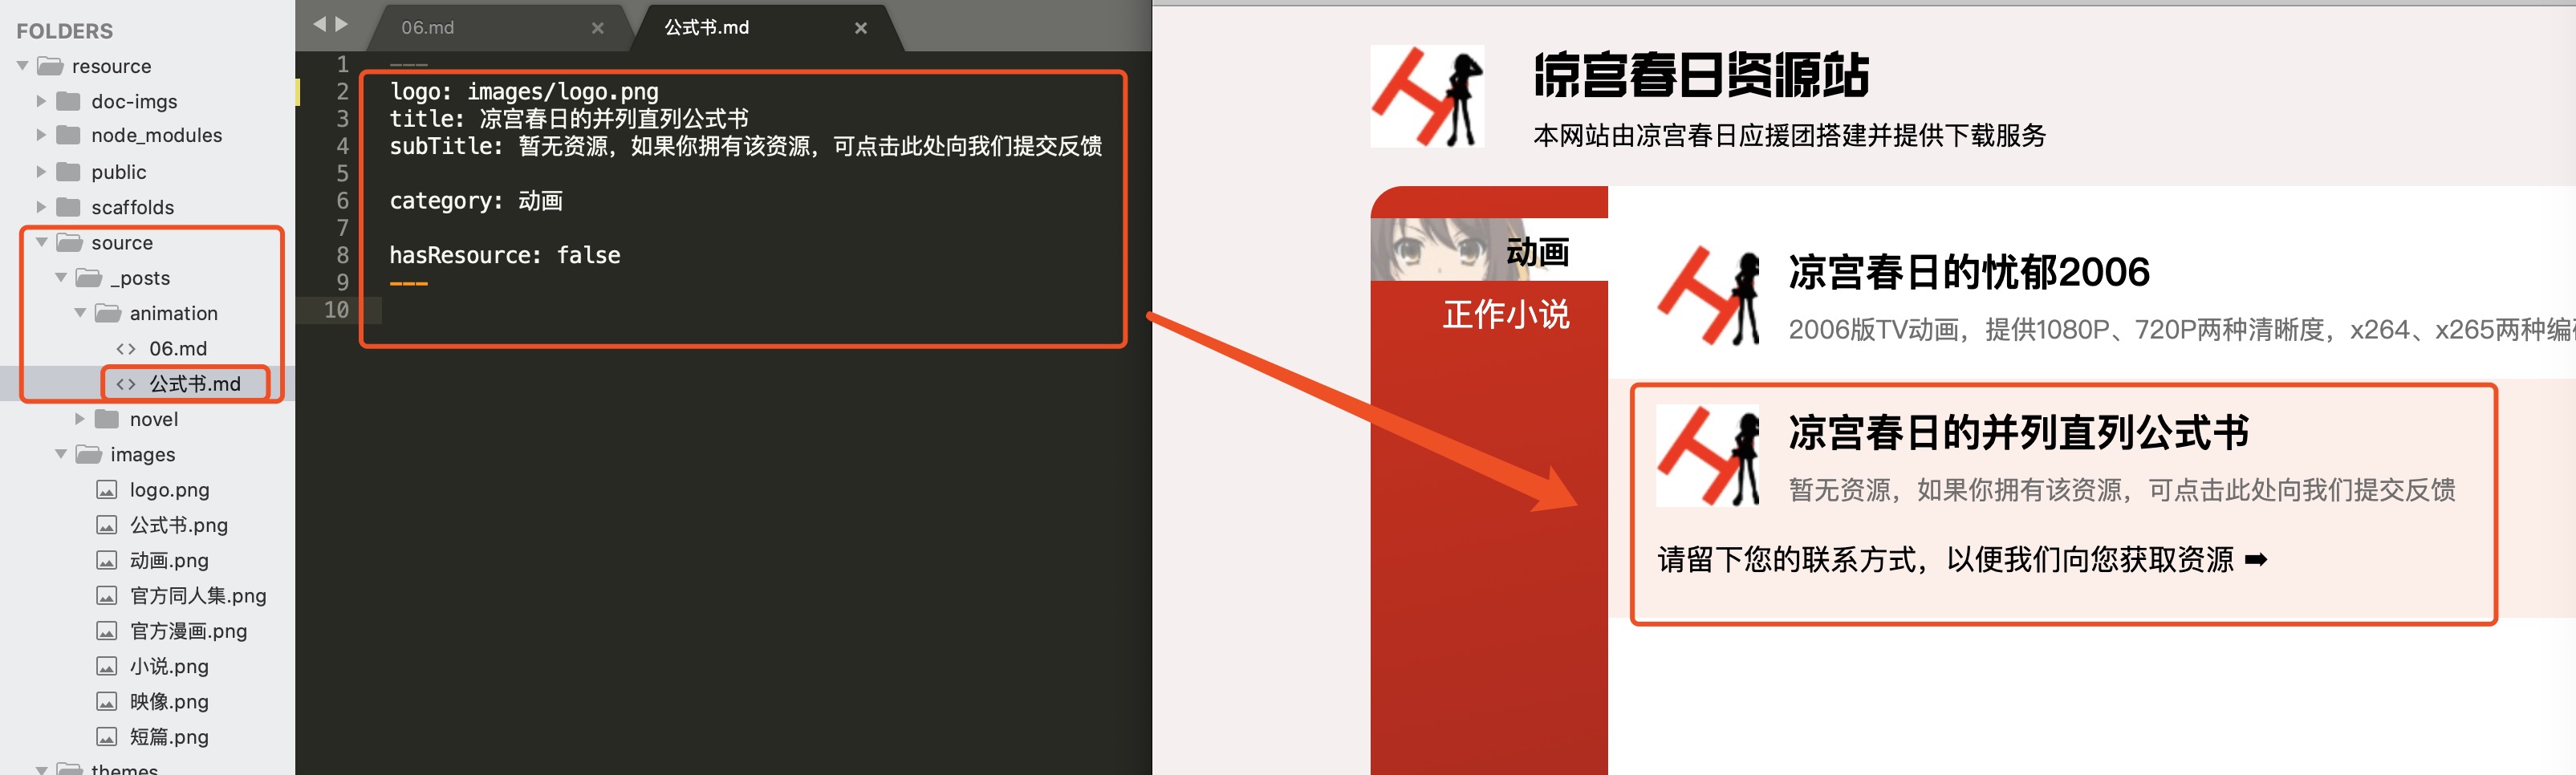 FOLDERS
resource
doc-imgs
node_modules
public
scaffolds
source
_posts
animation
06.md
公式书.md
novel
images
logo.png
公式书.png
动画.png
官方同人集.png
官方漫画.png
小说.png
映像.png
短篇.png
themes
06.md
公式书.md
1 ---
2 logo: images/logo.png
3 title: 凉宫春日的并列直列公式书
4 subTitle: 暂无资源，如果你拥有该资源，可点击此处向我们提交反馈
5
6 category: 动画
7
8 hasResource: false
9 ---
10
凉宫春日资源站
本网站由凉宫春日应援团搭建并提供下载服务
动画
正作小说
凉宫春日的忧郁2006
2006版TV动画，提供1080P、720P两种清晰度，x264、x265两种编
凉宫春日的并列直列公式书
暂无资源，如果你拥有该资源，可点击此处向我们提交反馈
请留下您的联系方式，以便我们向您获取资源 ➡